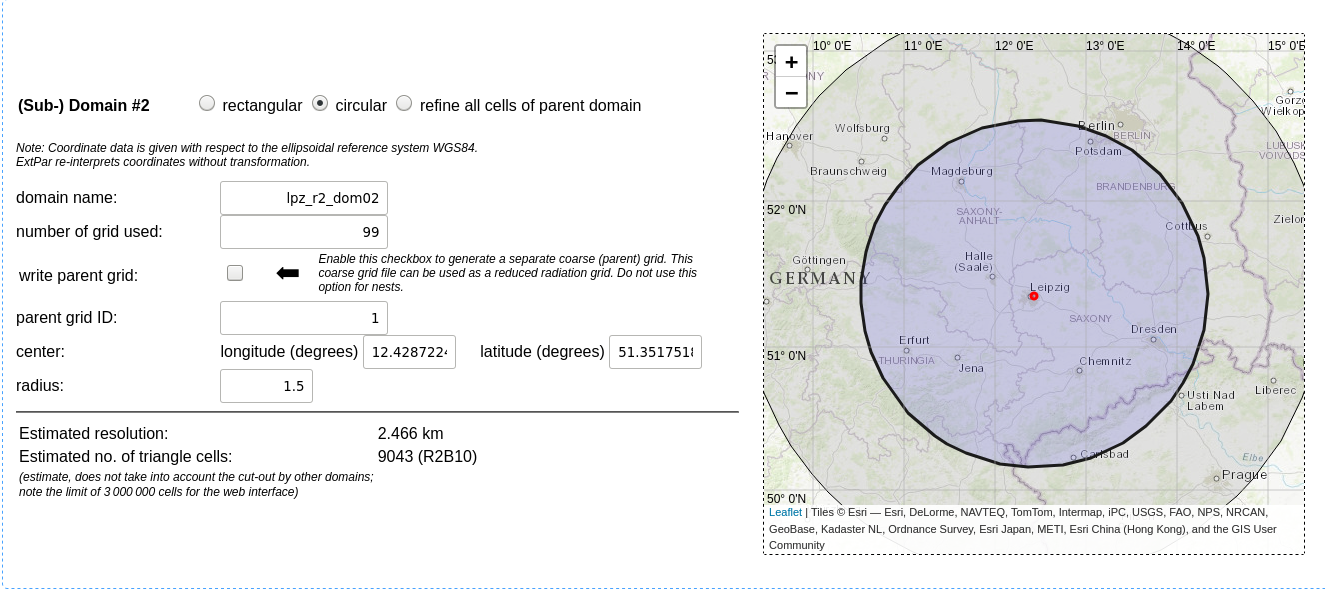 (Sub-) Domain #2 rectangular circular refine all cells of parent domain
Note: Coordinate data is given with respect to the ellipsoidal reference system WGS84.
ExtPar re-interprets coordinates without transformation.
domain name: lpz_r2_dom02
number of grid used: 99
write parent grid:
Enable this checkbox to generate a separate coarse (parent) grid. This
coarse grid file can be used as a reduced radiation grid. Do not use this
option for nests.
parent grid ID: 1
center: longitude (degrees) 12.4287224 latitude (degrees) 51.351751
radius: 1.5
Estimated resolution: 2.466 km
Estimated no. of triangle cells: 9043 (R2B10)
(estimate, does not take into account the cut-out by other domains;
note the limit of 3 000 000 cells for the web interface)
10° 0'E 11° 0'E 12° 0'E 13° 0'E 14° 0'E 15° 0'E
+
−
Hanover
Wolfsburg
Braunschweig
Berlin
BERLIN
Potsdam
Magdeburg
BRANDENBURG
52° 0'N
SAXONY-
ANHALT
Cottbus
Göttingen
GERMANY
Halle
(Saale)
Leipzig
SAXONY
Dresden
51° 0'N
Erfurt
THURINGIA
Jena
Chemnitz
Usti Nad
Labem
Liberec
Carlsbad
Elbe
Prague
50° 0'N
Leaflet | Tiles © Esri — Esri, DeLorme, NAVTEQ, TomTom, Intermap, iPC, USGS, FAO, NPS, NRCAN,
GeoBase, Kadaster NL, Ordnance Survey, Esri Japan, METI, Esri China (Hong Kong), and the GIS User
Community